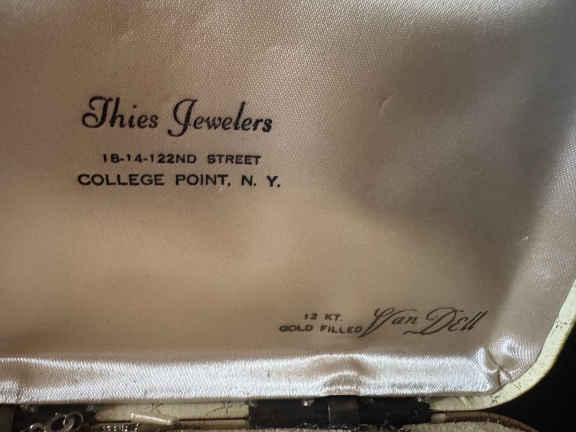 Thies Jewelers
18-14-122ND STREET
COLLEGE POINT, N. Y.
12 KT.
GOLD FILLED Van Dell